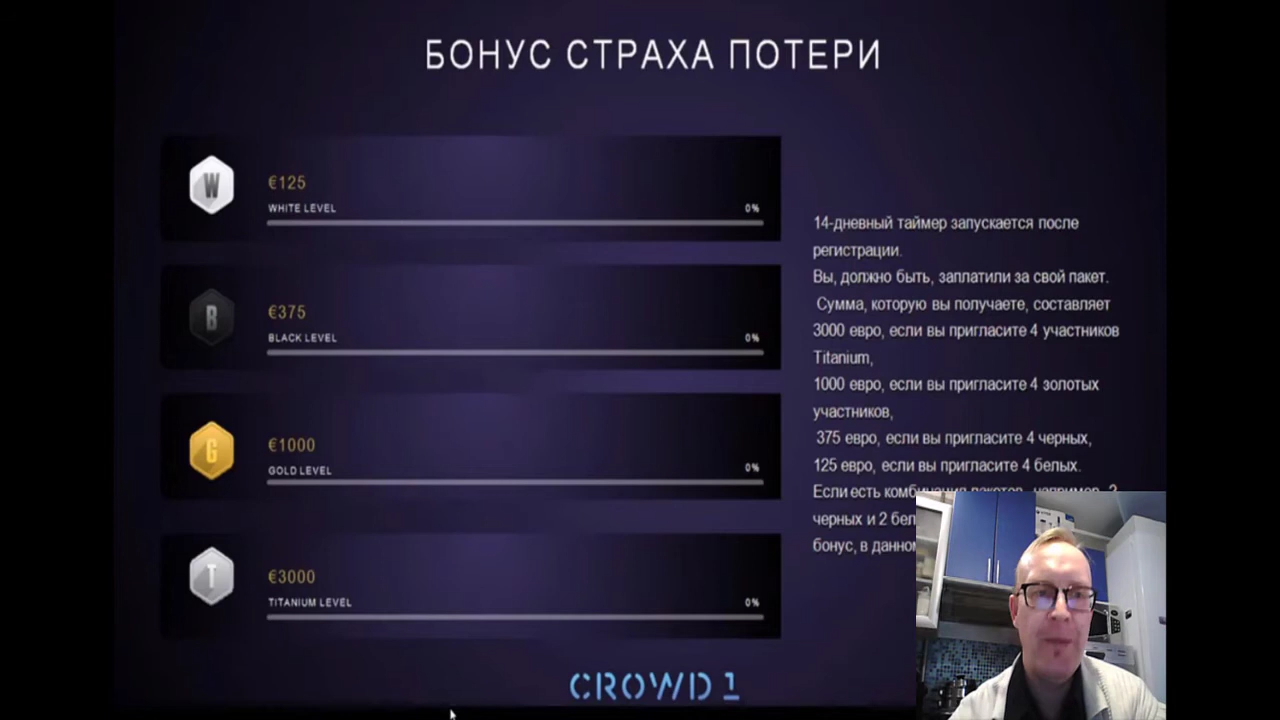 БОНУС СТРАХА ПОТЕРИ
W
€125
WHITE LEVEL
0%
B
€375
BLACK LEVEL
0%
G
€1000
GOLD LEVEL
0%
T
€3000
TITANIUM LEVEL
0%
14-дневный таймер запускается после
регистрации.
Вы, должно быть, заплатили за свой пакет.
Сумма, которую вы получаете, составляет
3000 евро, если вы пригласите 4 участников
Titanium,
1000 евро, если вы пригласите 4 золотых
участников,
375 евро, если вы пригласите 4 черных,
125 евро, если вы пригласите 4 белых.
Если есть
черных и 2
бонус, в
CROWD 1